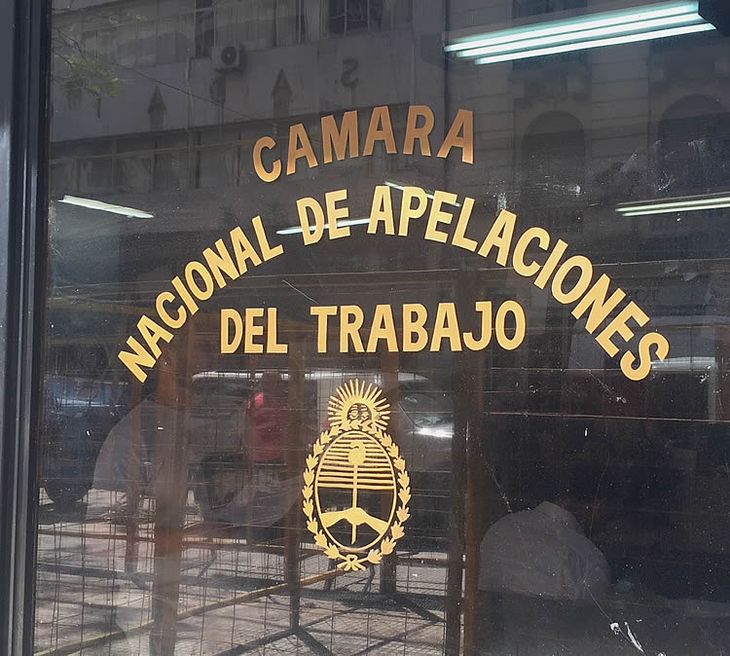 CAMARA
NACIONAL DE APELACIONES
DEL TRABAJO